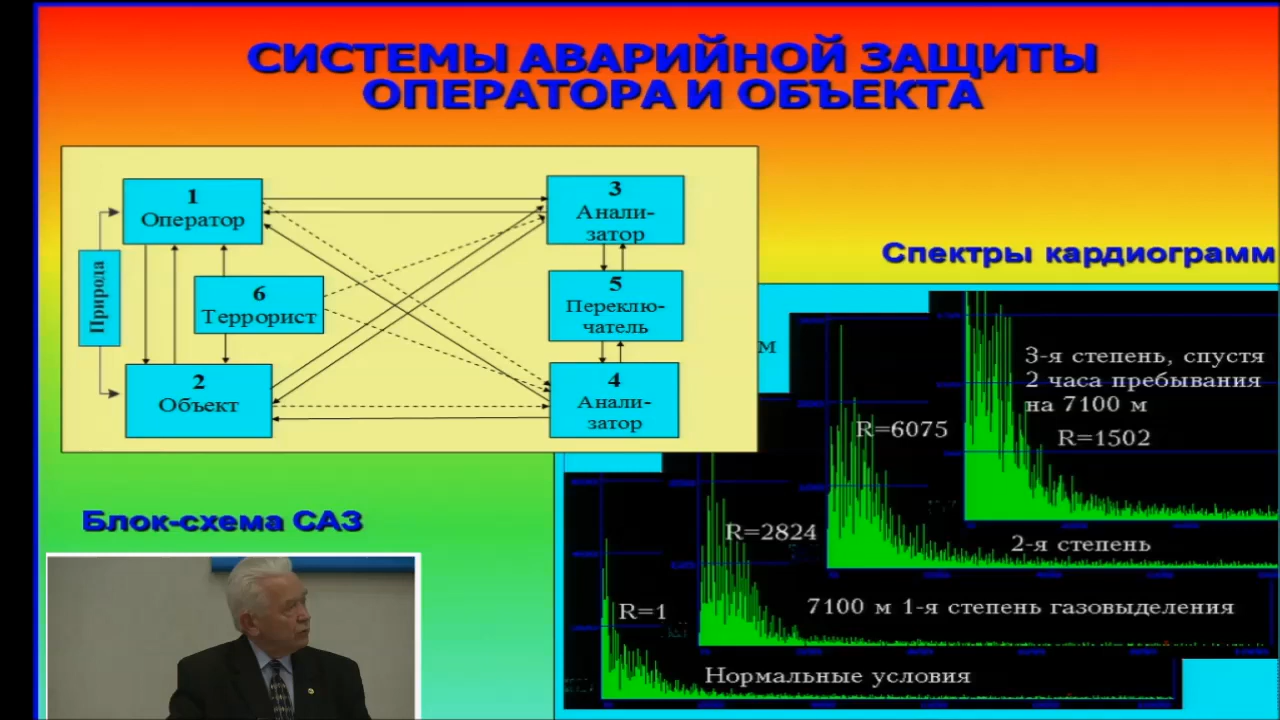 СИСТЕМЫ АВАРИЙНОЙ ЗАЩИТЫ
ОПЕРАТОРА И ОБЪЕКТА
1
Оператор
3
Анали-
затор
Природа
6
Террорист
5
Переклю-
чатель
2
Объект
4
Анали-
затор
Спектры кардиограмм
м
3-я степень, спустя
2 часа пребывания
на 7100 м
R=1502
R=6075
2-я степень
R=2824
7100 м 1-я степень газовыделения
R=1
Нормальные условия
Блок-схема САЗ